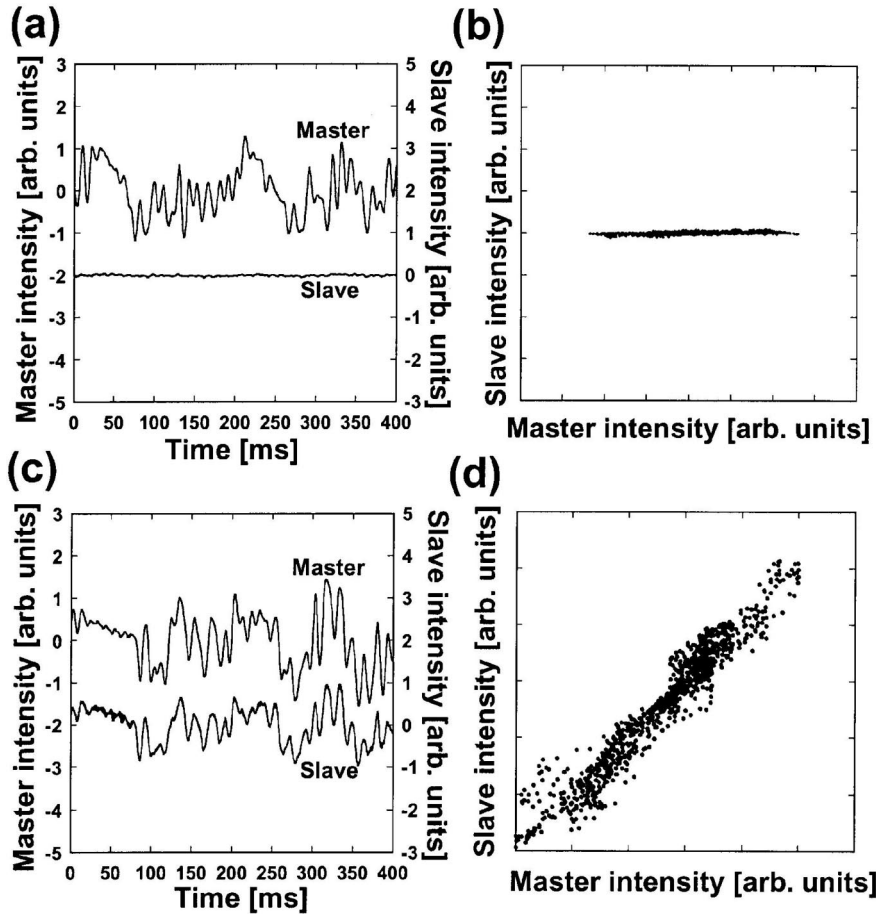 (a)
Master intensity [arb. units]
3
2
1
0
-1
-2
-3
-4
-5
Master
Slave
5
4
3
2
1
0
-1
-2
-3
Slave intensity [arb. units]
0 50 100 150 200 250 300 350 400
Time [ms]
(b)
Slave intensity [arb. units]
Master intensity [arb. units]
(c)
Master intensity [arb. units]
3
2
1
0
-1
-2
-3
-4
-5
Master
Slave
5
4
3
2
1
0
-1
-2
-3
Slave intensity [arb. units]
0 50 100 150 200 250 300 350 400
Time [ms]
(d)
Slave intensity [arb. units]
Master intensity [arb. units]